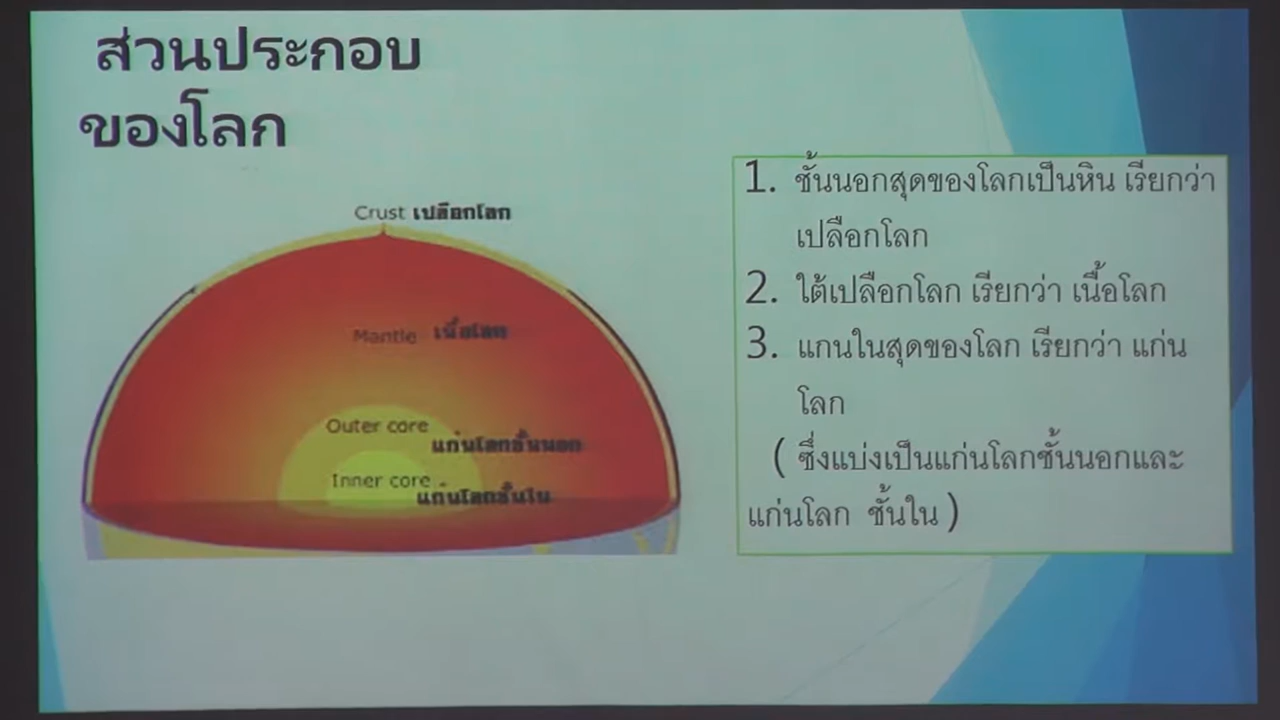 ส่วนประกอบ
ของโลก
Crust เปลือกโลก
Mantle เนื้อโลก
Outer core
แก่นโลกชั้นนอก
Inner core
แก่นโลกชั้นใน
1. ชั้นนอกสุดของโลกเป็นหิน เรียกว่า
เปลือกโลก
2. ใต้เปลือกโลก เรียกว่า เนื้อโลก
3. แกนในสุดของโลก เรียกว่า แก่น
โลก
( ซึ่งแบ่งเป็นแก่นโลกชั้นนอกและ
แก่นโลก ชั้นใน )